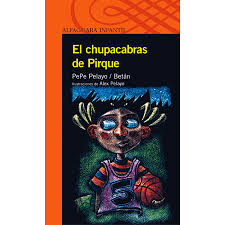 ALFAGUARA INFANTIL
El chupacabras
de Pirque
PePe Pelayo / Betán
Ilustraciones de Alex Pelayo